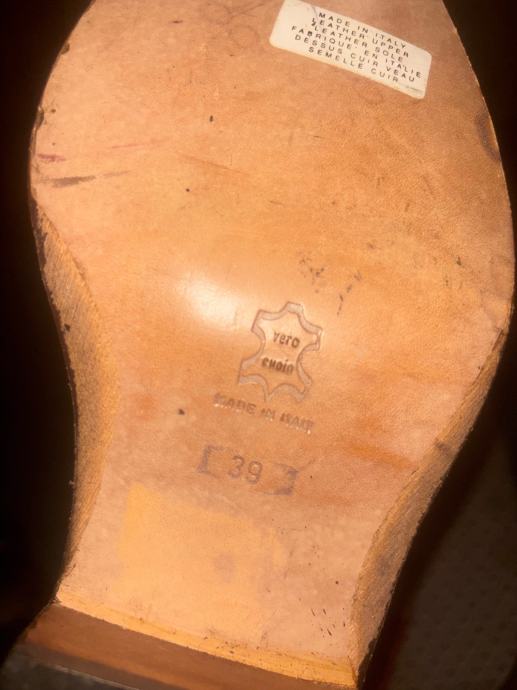 MADE IN ITALY
LEATHER UPPER
LEATHER SOLE
FABRIQUE' EN ITALIE
DESSUS CUIR VEAU
SEMELLE CUIR
vero
cuoio
MADE IN ITALY
39